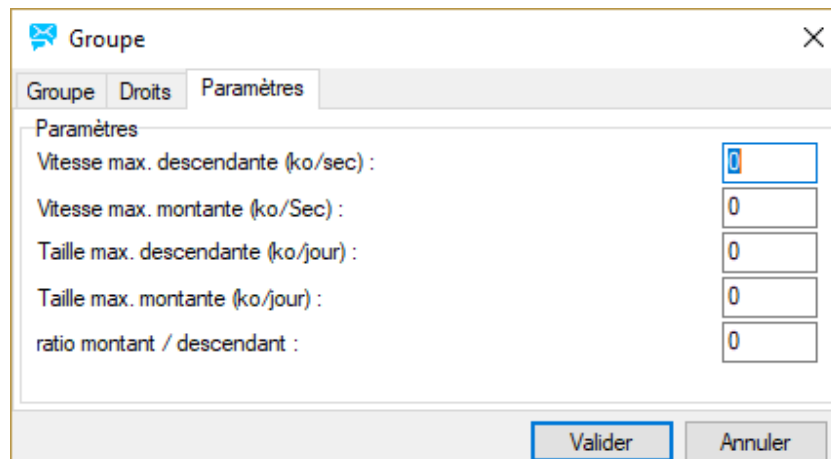 Groupe
Groupe Droits Paramètres
Paramètres
Vitesse max. descendante (ko/sec) : 0
Vitesse max. montante (ko/Sec) : 0
Taille max. descendante (ko/jour) : 0
Taille max. montante (ko/jour) : 0
ratio montant / descendant : 0
Valider Annuler